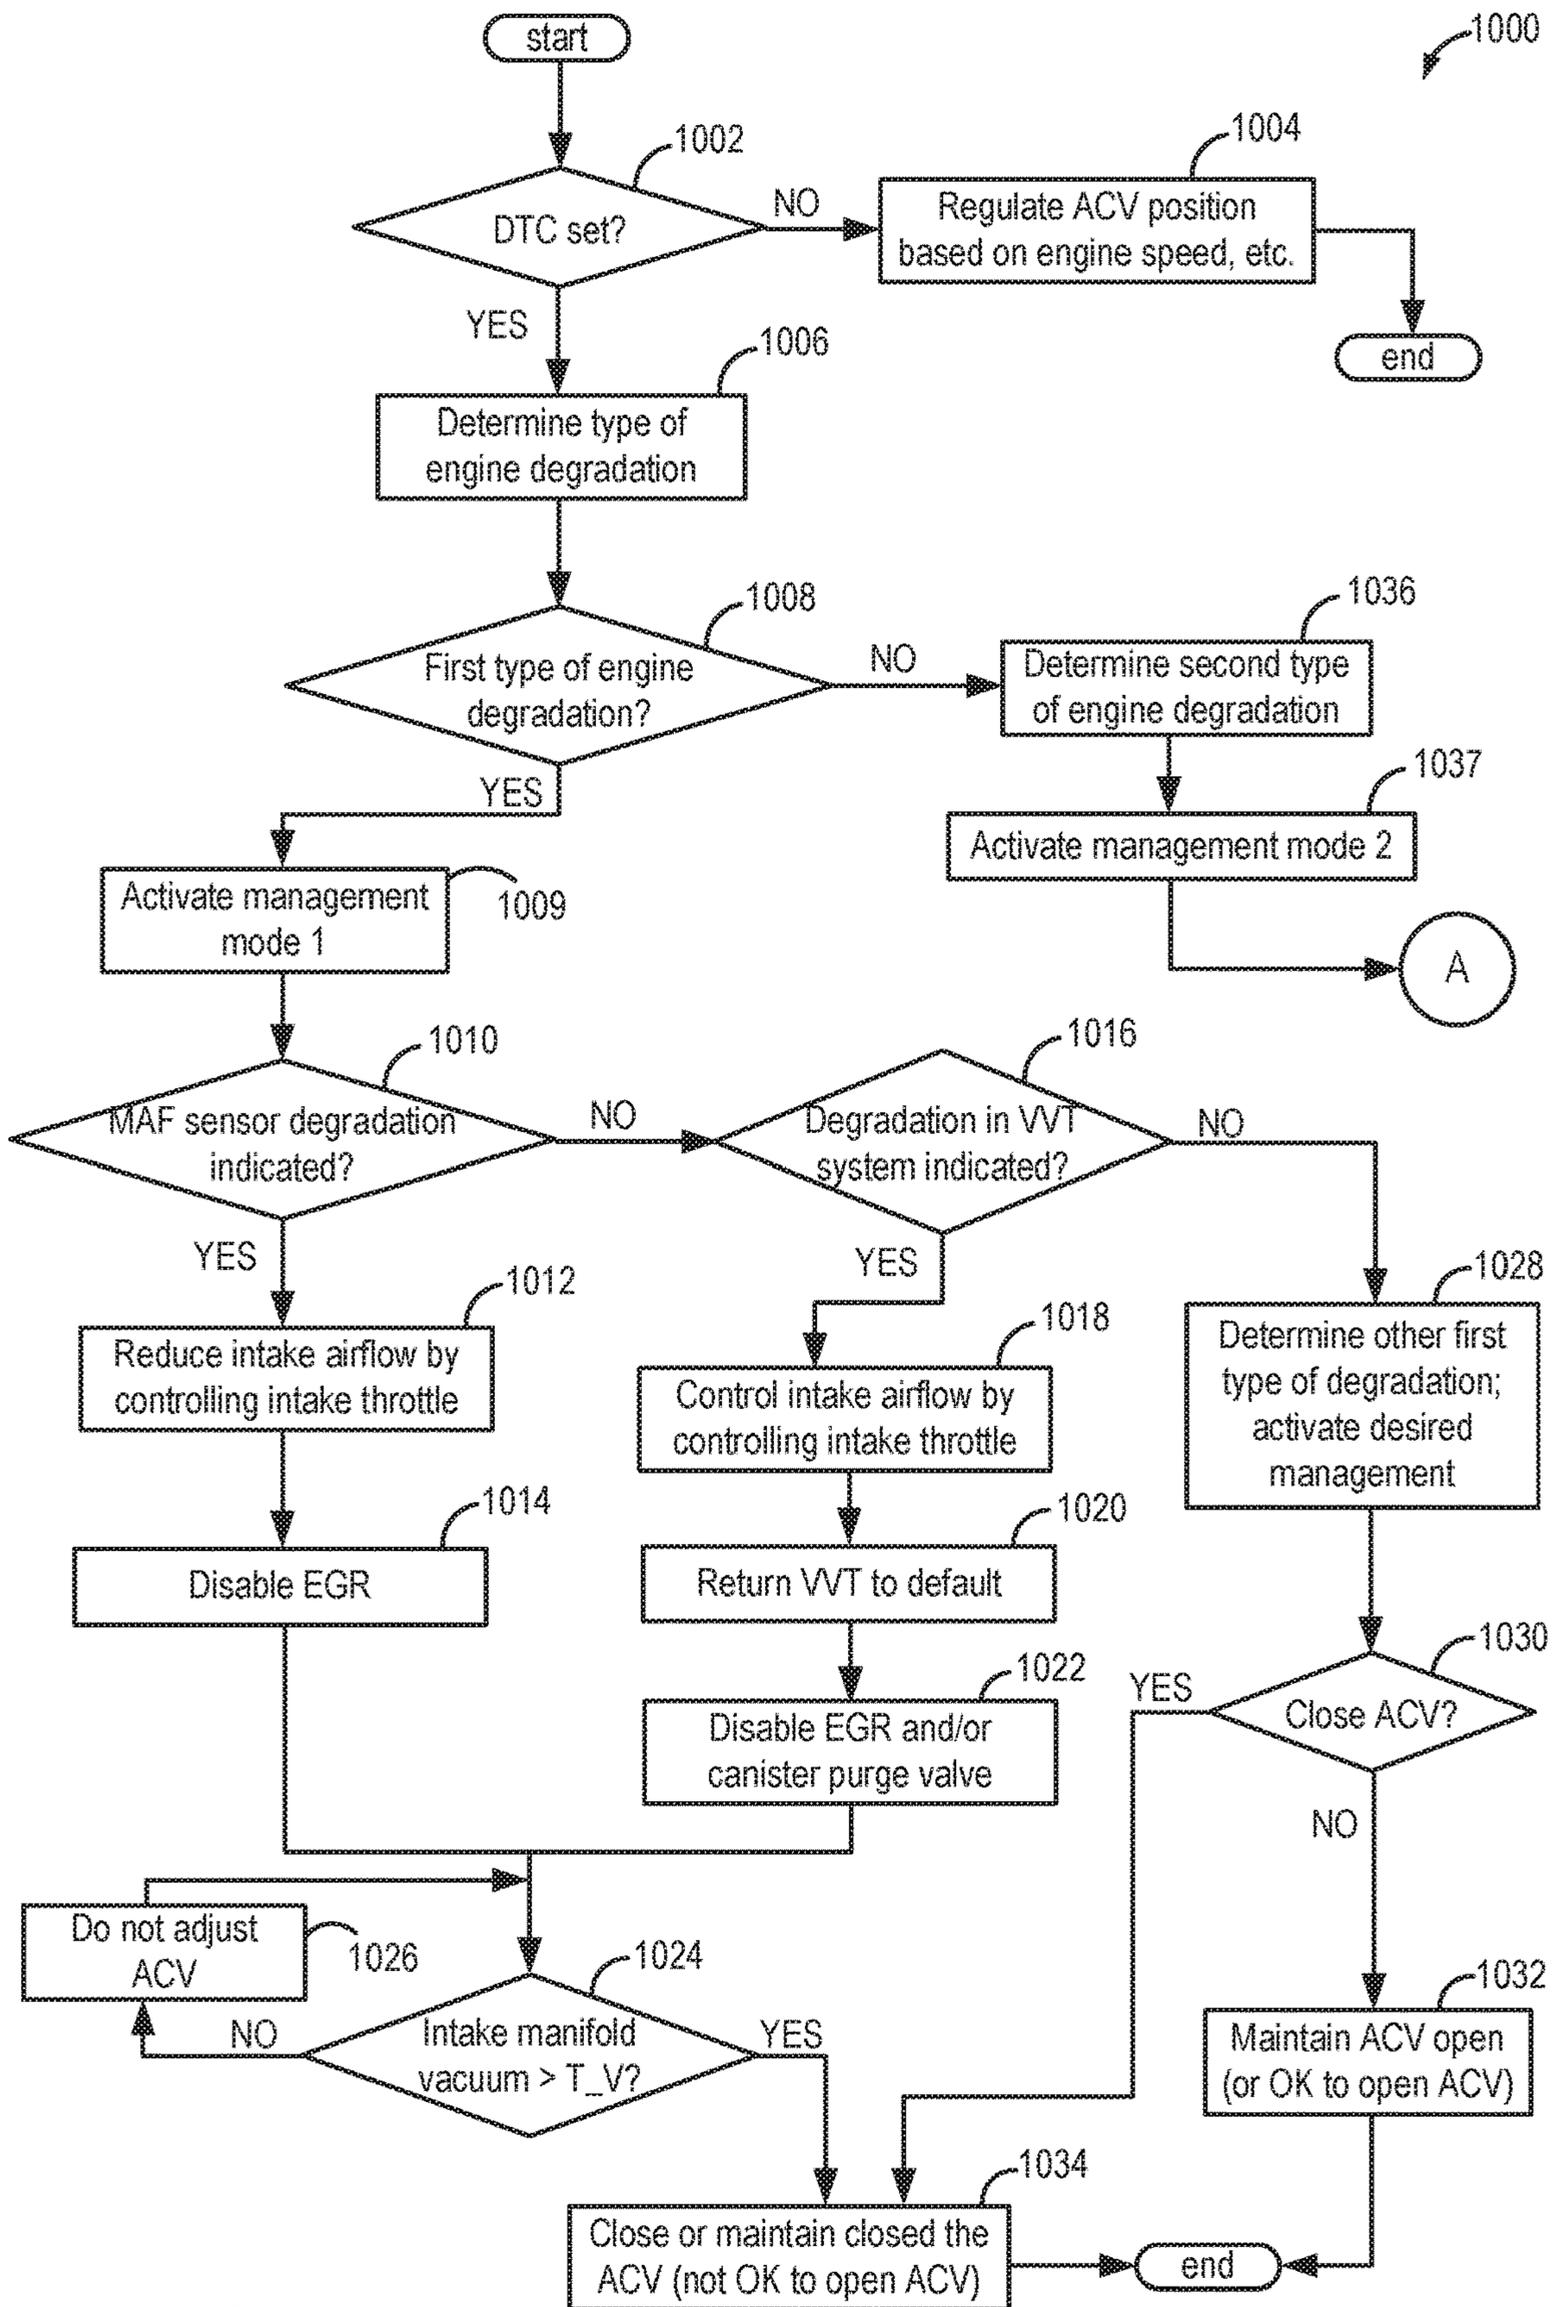 start
1000
1002
1004
DTC set?
NO
Regulate ACV position
based on engine speed, etc.
YES
end
1006
Determine type of
engine degradation
1008
1036
First type of engine
degradation?
NO
Determine second type
of engine degradation
YES
1037
Activate management mode 2
Activate management
mode 1
1009
A
1010
1016
MAF sensor degradation
indicated?
NO
Degradation in VVT
system indicated?
NO
YES
YES
1012
1018
1028
Reduce intake airflow by
controlling intake throttle
Control intake airflow by
controlling intake throttle
Determine other first
type of degradation;
activate desired
management
1014
1020
Disable EGR
Return VVT to default
1022
1030
Disable EGR and/or
canister purge valve
YES
Close ACV?
NO
Do not adjust
ACV
1026
1024
1032
NO
Intake manifold
vacuum > T_V?
YES
Maintain ACV open
(or OK to open ACV)
1034
Close or maintain closed the
ACV (not OK to open ACV)
end